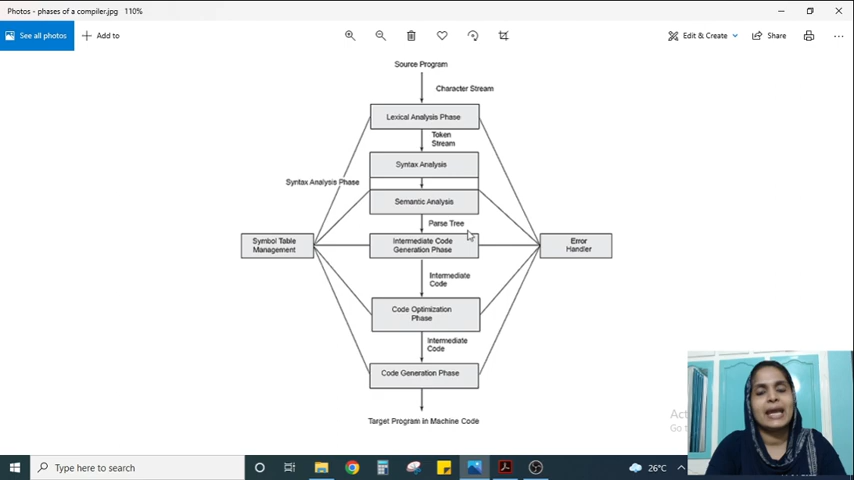 Photos - phases of a compiler.jpg 110%
See all photos
Add to
Edit & Create
Share
Source Program
Character Stream
Lexical Analysis Phase
Token
Stream
Syntax Analysis
Syntax Analysis Phase
Semantic Analysis
Parse Tree
Symbol Table
Management
Intermediate Code
Generation Phase
Error
Handler
Intermediate
Code
Code Optimization
Phase
Intermediate
Code
Code Generation Phase
Target Program in Machine Code
Type here to search
26°C